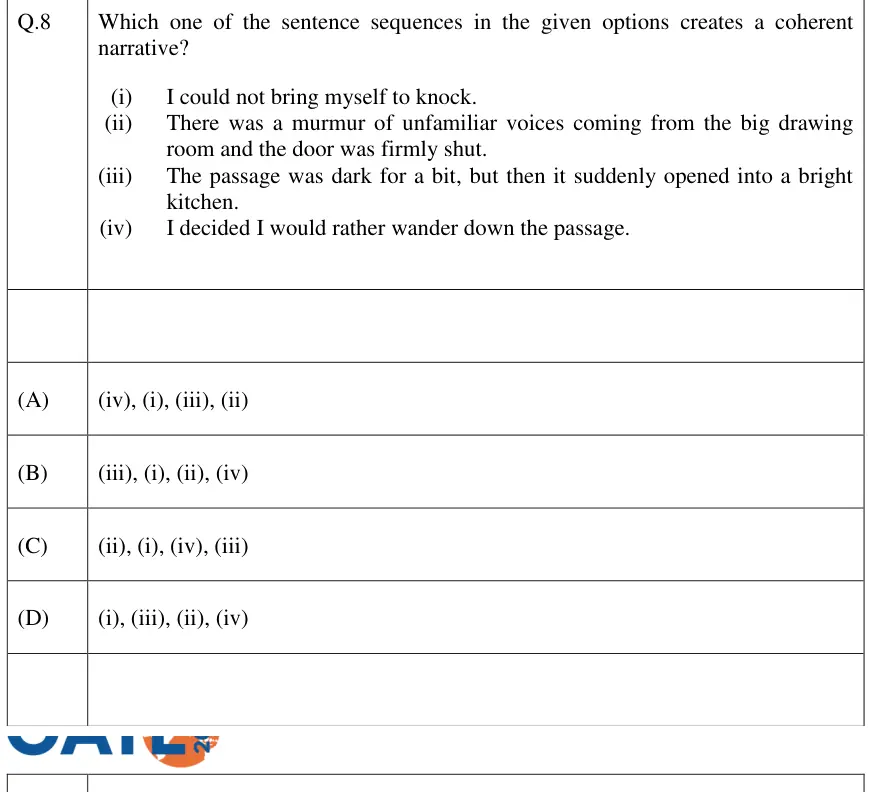 Q.8 Which one of the sentence sequences in the given options creates a coherent
narrative?
(i) I could not bring myself to knock.
(ii) There was a murmur of unfamiliar voices coming from the big drawing
room and the door was firmly shut.
(iii) The passage was dark for a bit, but then it suddenly opened into a bright
kitchen.
(iv) I decided I would rather wander down the passage.
(A) (iv), (i), (iii), (ii)
(B) (iii), (i), (ii), (iv)
(C) (ii), (i), (iv), (iii)
(D) (i), (iii), (ii), (iv)